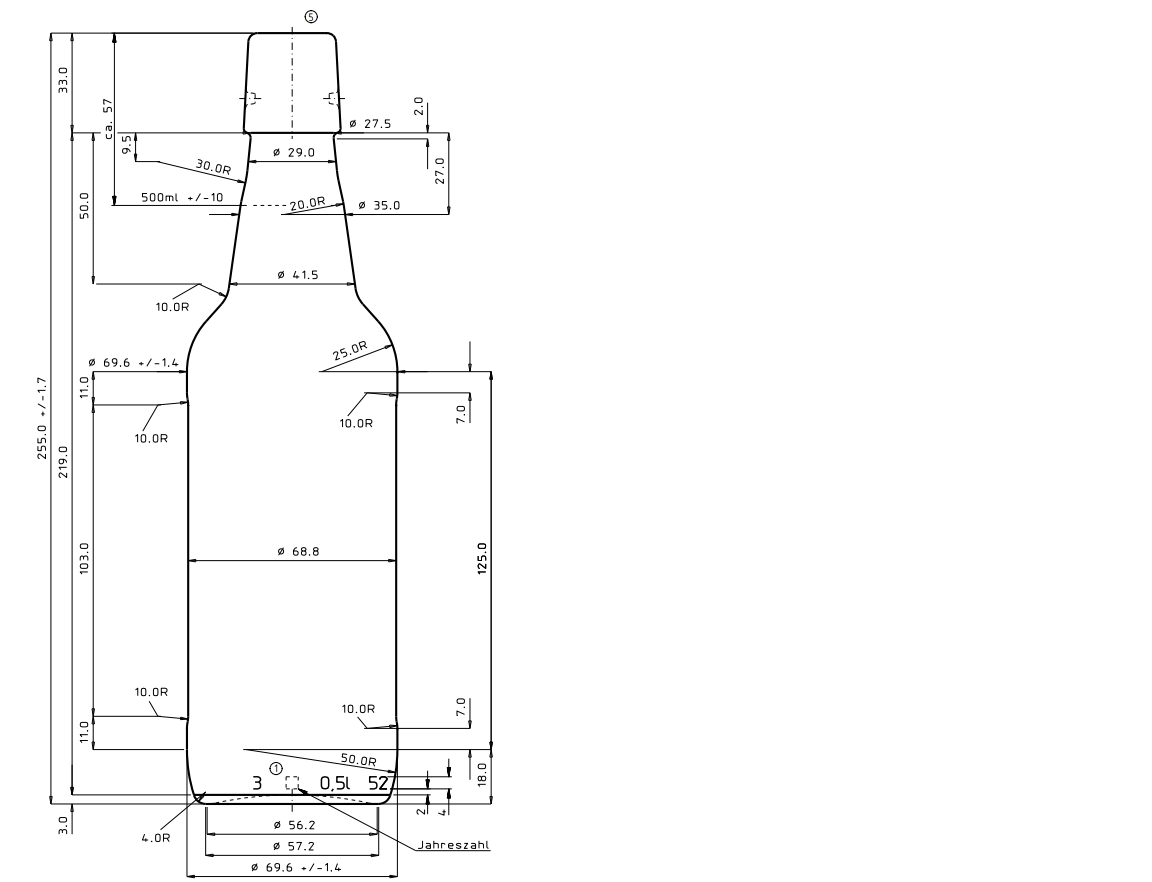 5
33.0
ca. 57
2.0
ø 27.5
9.5
ø 29.0
30.0R
27.0
500ml +/-10
20.0R
ø 35.0
50.0
ø 41.5
10.0R
25.0R
ø 69.6 +/-1.4
11.0
10.0R
10.0R
7.0
255.0 +/-1.7
219.0
103.0
ø 68.8
125.0
10.0R
10.0R
7.0
11.0
50.0R
1
3 0,5l 52
18.0
2
4
3.0
4.0R
ø 56.2
Jahreszahl
ø 57.2
ø 69.6 +/-1.4